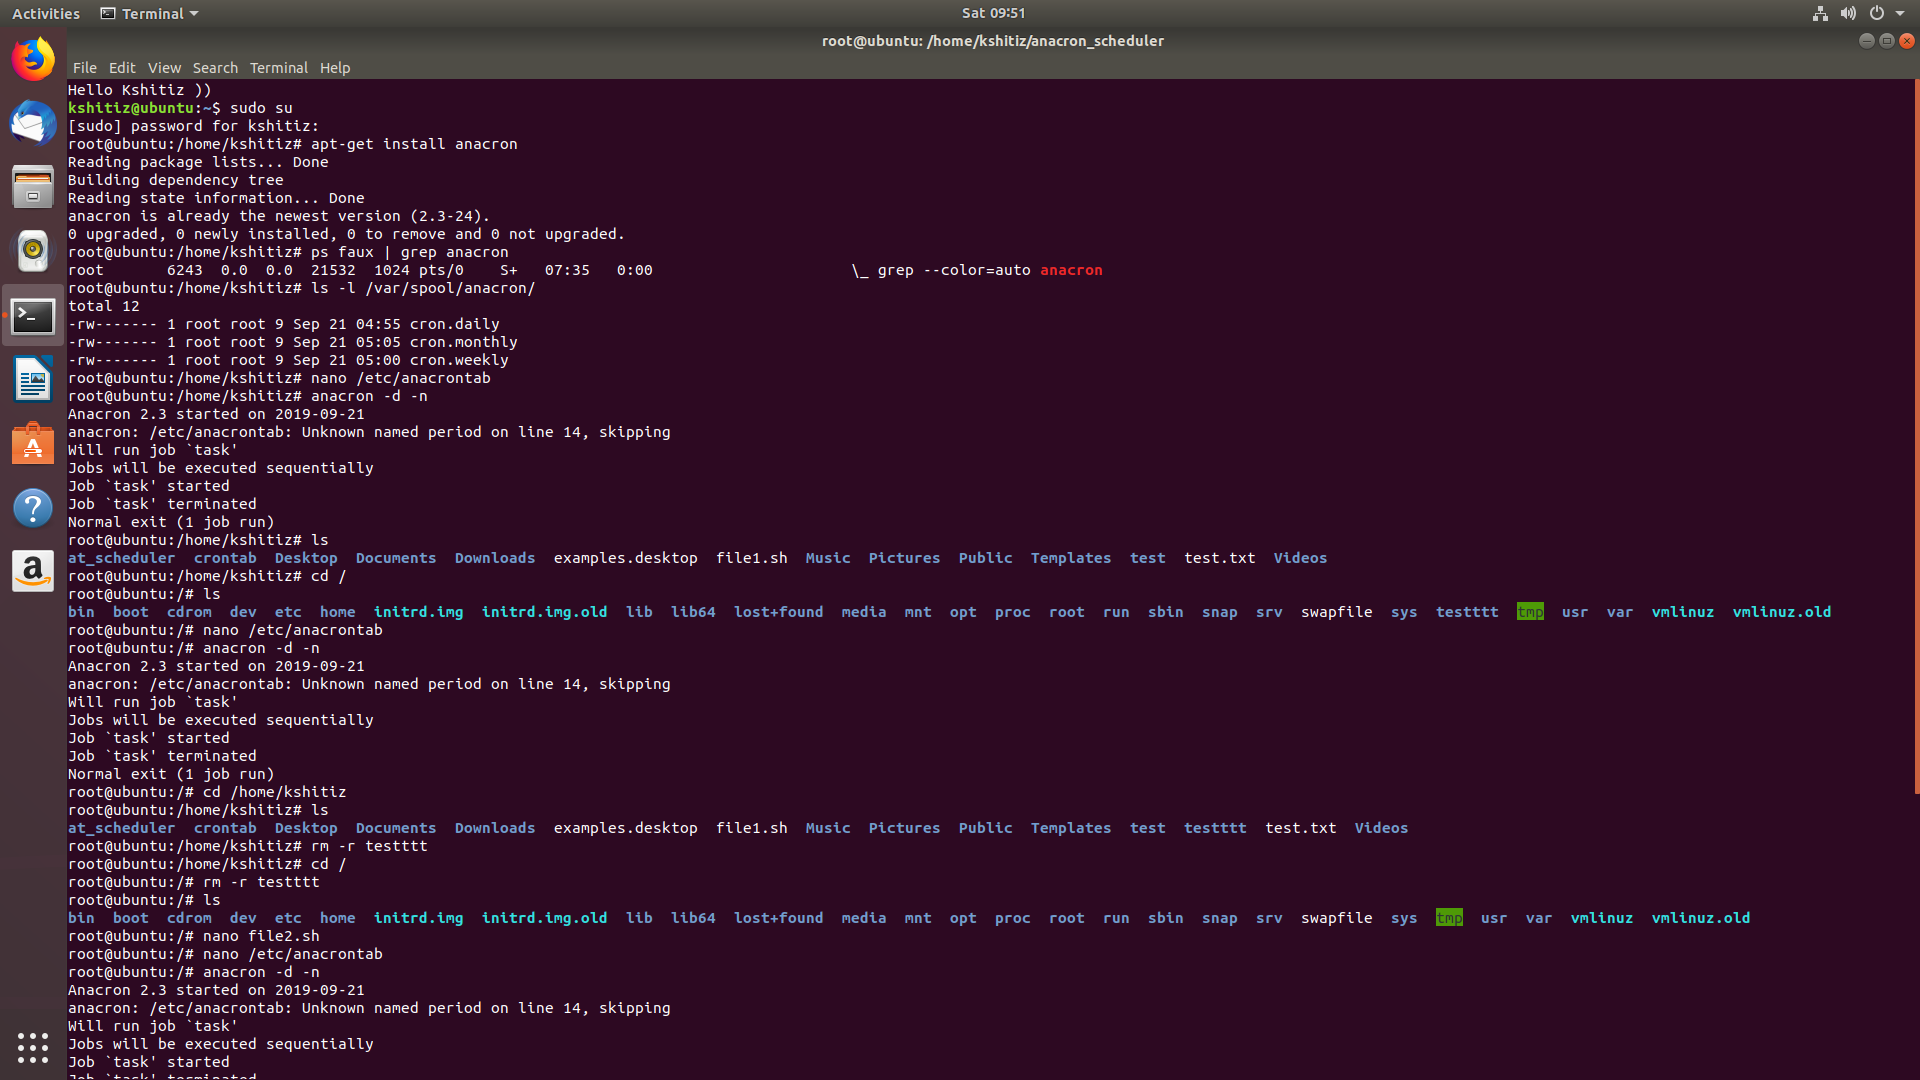 Activities Terminal Sat 09:51
root@ubuntu: /home/kshitiz/anacron_scheduler
File Edit View Search Terminal Help
Hello Kshitiz ))
kshitiz@ubuntu:~$ sudo su
[sudo] password for kshitiz:
root@ubuntu:/home/kshitiz# apt-get install anacron
Reading package lists... Done
Building dependency tree
Reading state information... Done
anacron is already the newest version (2.3-24).
0 upgraded, 0 newly installed, 0 to remove and 0 not upgraded.
root@ubuntu:/home/kshitiz# ps faux | grep anacron
root 6243 0.0 0.0 21532 1024 pts/0 S+ 07:35 0:00 \_ grep --color=auto anacron
root@ubuntu:/home/kshitiz# ls -l /var/spool/anacron/
total 12
-rw------- 1 root root 9 Sep 21 04:55 cron.daily
-rw------- 1 root root 9 Sep 21 05:05 cron.monthly
-rw------- 1 root root 9 Sep 21 05:00 cron.weekly
root@ubuntu:/home/kshitiz# nano /etc/anacrontab
root@ubuntu:/home/kshitiz# anacron -d -n
Anacron 2.3 started on 2019-09-21
anacron: /etc/anacrontab: Unknown named period on line 14, skipping
Will run job `task'
Jobs will be executed sequentially
Job `task' started
Job `task' terminated
Normal exit (1 job run)
root@ubuntu:/home/kshitiz# ls
at_scheduler crontab Desktop Documents Downloads examples.desktop file1.sh Music Pictures Public Templates test test.txt Videos
root@ubuntu:/home/kshitiz# cd /
root@ubuntu:/# ls
bin boot cdrom dev etc home initrd.img initrd.img.old lib lib64 lost+found media mnt opt proc root run sbin snap srv swapfile sys testttt tmp usr var vmlinuz vmlinuz.old
root@ubuntu:/# nano /etc/anacrontab
root@ubuntu:/# anacron -d -n
Anacron 2.3 started on 2019-09-21
anacron: /etc/anacrontab: Unknown named period on line 14, skipping
Will run job `task'
Jobs will be executed sequentially
Job `task' started
Job `task' terminated
Normal exit (1 job run)
root@ubuntu:/# cd /home/kshitiz
root@ubuntu:/home/kshitiz# ls
at_scheduler crontab Desktop Documents Downloads examples.desktop file1.sh Music Pictures Public Templates test testttt test.txt Videos
root@ubuntu:/home/kshitiz# rm -r testttt
root@ubuntu:/home/kshitiz# cd /
root@ubuntu:/# rm -r testttt
root@ubuntu:/# ls
bin boot cdrom dev etc home initrd.img initrd.img.old lib lib64 lost+found media mnt opt proc root run sbin snap srv swapfile sys tmp usr var vmlinuz vmlinuz.old
root@ubuntu:/# nano file2.sh
root@ubuntu:/# nano /etc/anacrontab
root@ubuntu:/# anacron -d -n
Anacron 2.3 started on 2019-09-21
anacron: /etc/anacrontab: Unknown named period on line 14, skipping
Will run job `task'
Jobs will be executed sequentially
Job `task' started
Job `task' terminated